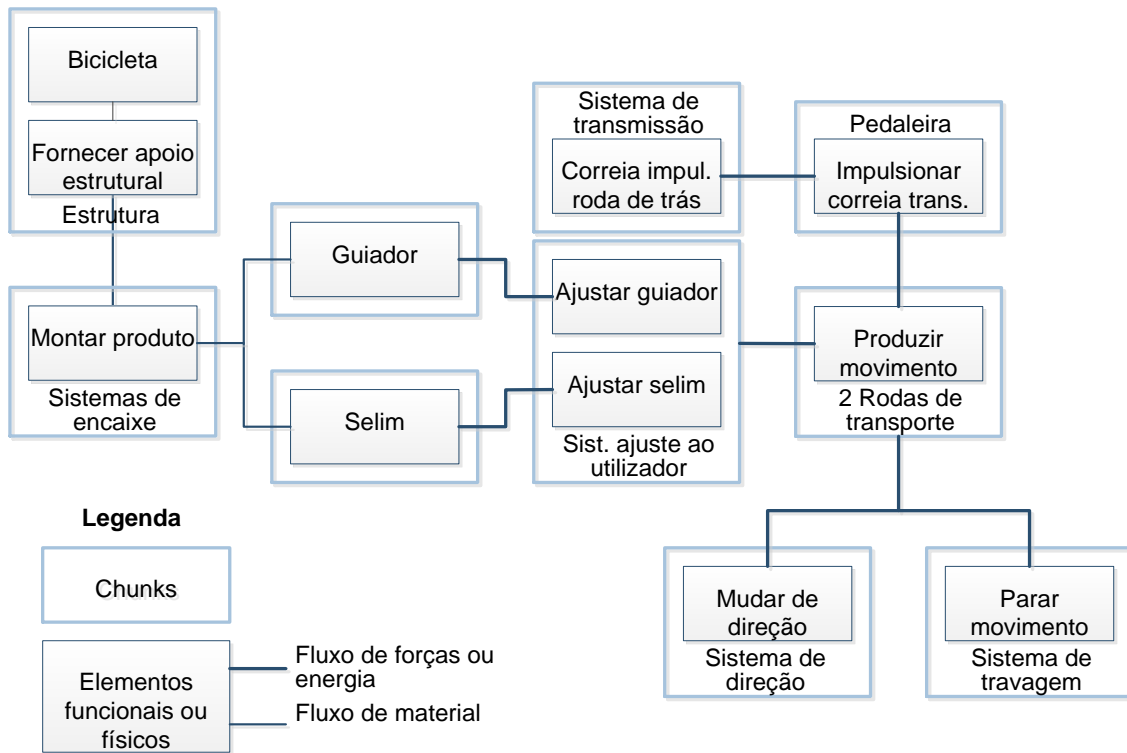 Bicicleta
Fornecer apoio
estrutural
Estrutura
Montar produto
Sistemas de
encaixe
Guiador
Selim
Sistema de
transmissão
Correia impul.
roda de trás
Pedaleira
Impulsionar
correia trans.
Ajustar guiador
Ajustar selim
Sist. ajuste ao
utilizador
Produzir
movimento
2 Rodas de
transporte
Mudar de
direção
Sistema de
direção
Parar
movimento
Sistema de
travagem
Legenda
Chunks
Elementos
funcionais ou
físicos
Fluxo de forças ou
energia
Fluxo de material